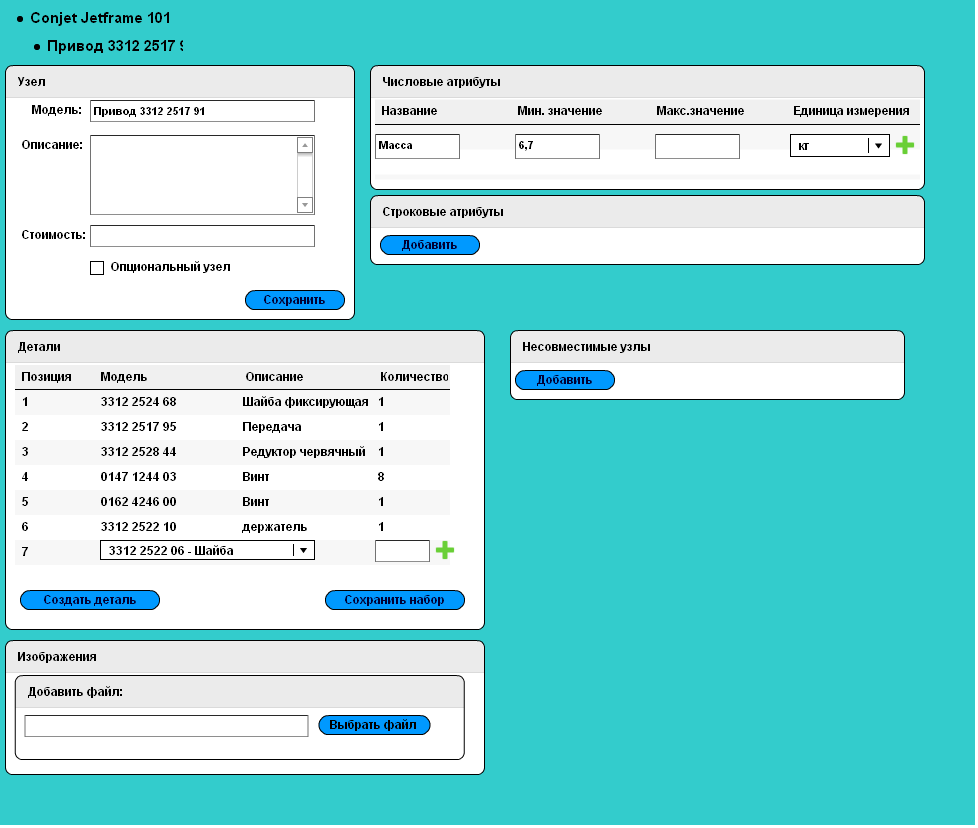 Conjet Jetframe 101
Привод 3312 2517 9
Узел
Модель: Привод 3312 2517 91
Описание:
Стоимость:
Опциональный узел
Сохранить
Числовые атрибуты
Название Мин. значение Макс.значение Единица измерения
Масса 6,7 кг
Строковые атрибуты
Добавить
Детали
Позиция Модель Описание Количество
1 3312 2524 68 Шайба фиксирующая 1
2 3312 2517 95 Передача 1
3 3312 2528 44 Редуктор червячный 1
4 0147 1244 03 Винт 8
5 0162 4246 00 Винт 1
6 3312 2522 10 держатель 1
7 3312 2522 06 - Шайба
Создать деталь Сохранить набор
Несовместимые узлы
Добавить
Изображения
Добавить файл:
Выбрать файл